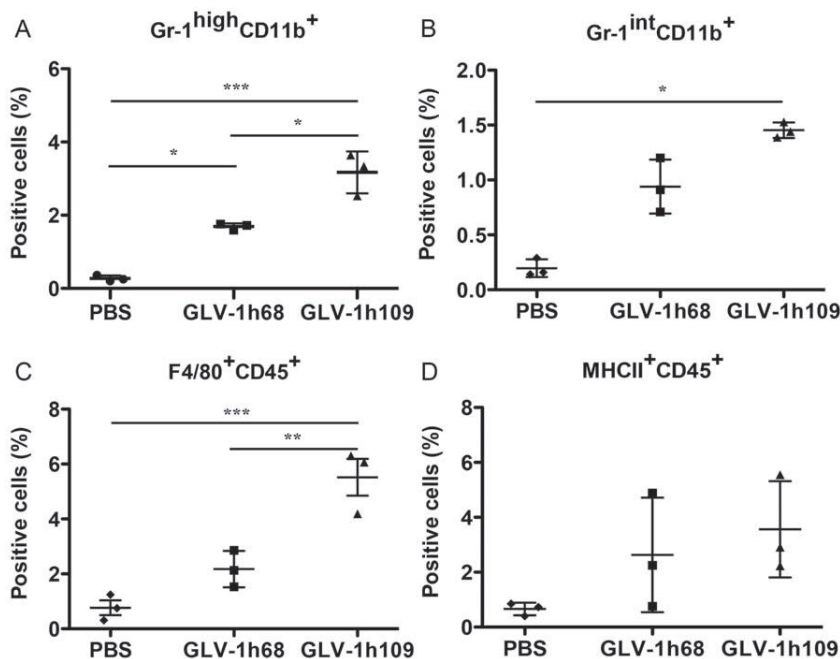 A
Gr-1highCD11b+
Positive cells (%)
6
4
2
0
***
*
*
PBS GLV-1h68 GLV-1h109
B
Gr-1intCD11b+
Positive cells (%)
2.0
1.5
1.0
0.5
0.0
*
PBS GLV-1h68 GLV-1h109
C
F4/80+CD45+
Positive cells (%)
8
6
4
2
0
***
**
PBS GLV-1h68 GLV-1h109
D
MHCII+CD45+
Positive cells (%)
8
6
4
2
0
PBS GLV-1h68 GLV-1h109